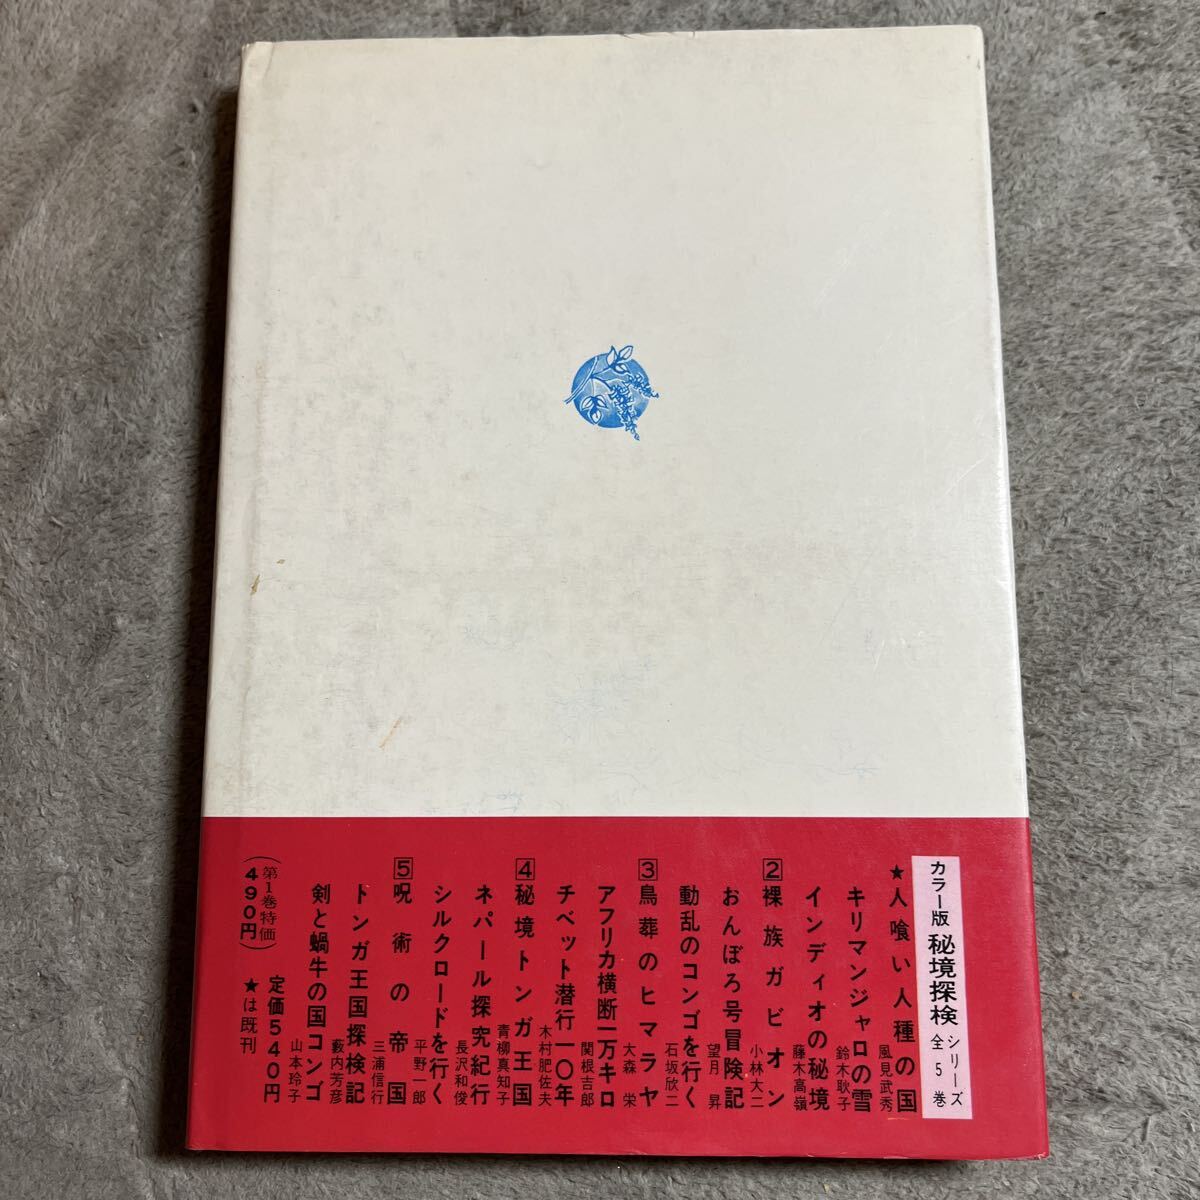 カラー版 秘境探検 シリーズ 全5巻
★人喰い人種の国
風見武秀
キリマンジャロの雪
鈴木耿子
インディオの秘境
藤木高嶺
2裸族ガビオン
小林大二
おんぼろ号冒険記
望月 昇
動乱のコンゴを行く
石坂欣二
3鳥葬のヒマラヤ
大森 栄
アフリカ横断一万キロ
関根吉郎
チベット潜行一〇年
木村肥佐夫
4秘境トンガ王国
青柳真知子
ネパール探究紀行
長沢和俊
シルクロードを行く
平野一郎
5呪術の帝国
三浦信行
トンガ王国探検記
藪内芳彦
剣と蝸牛の国コンゴ
山本玲子
定価540円
★は既刊
(第1巻特価
490円)